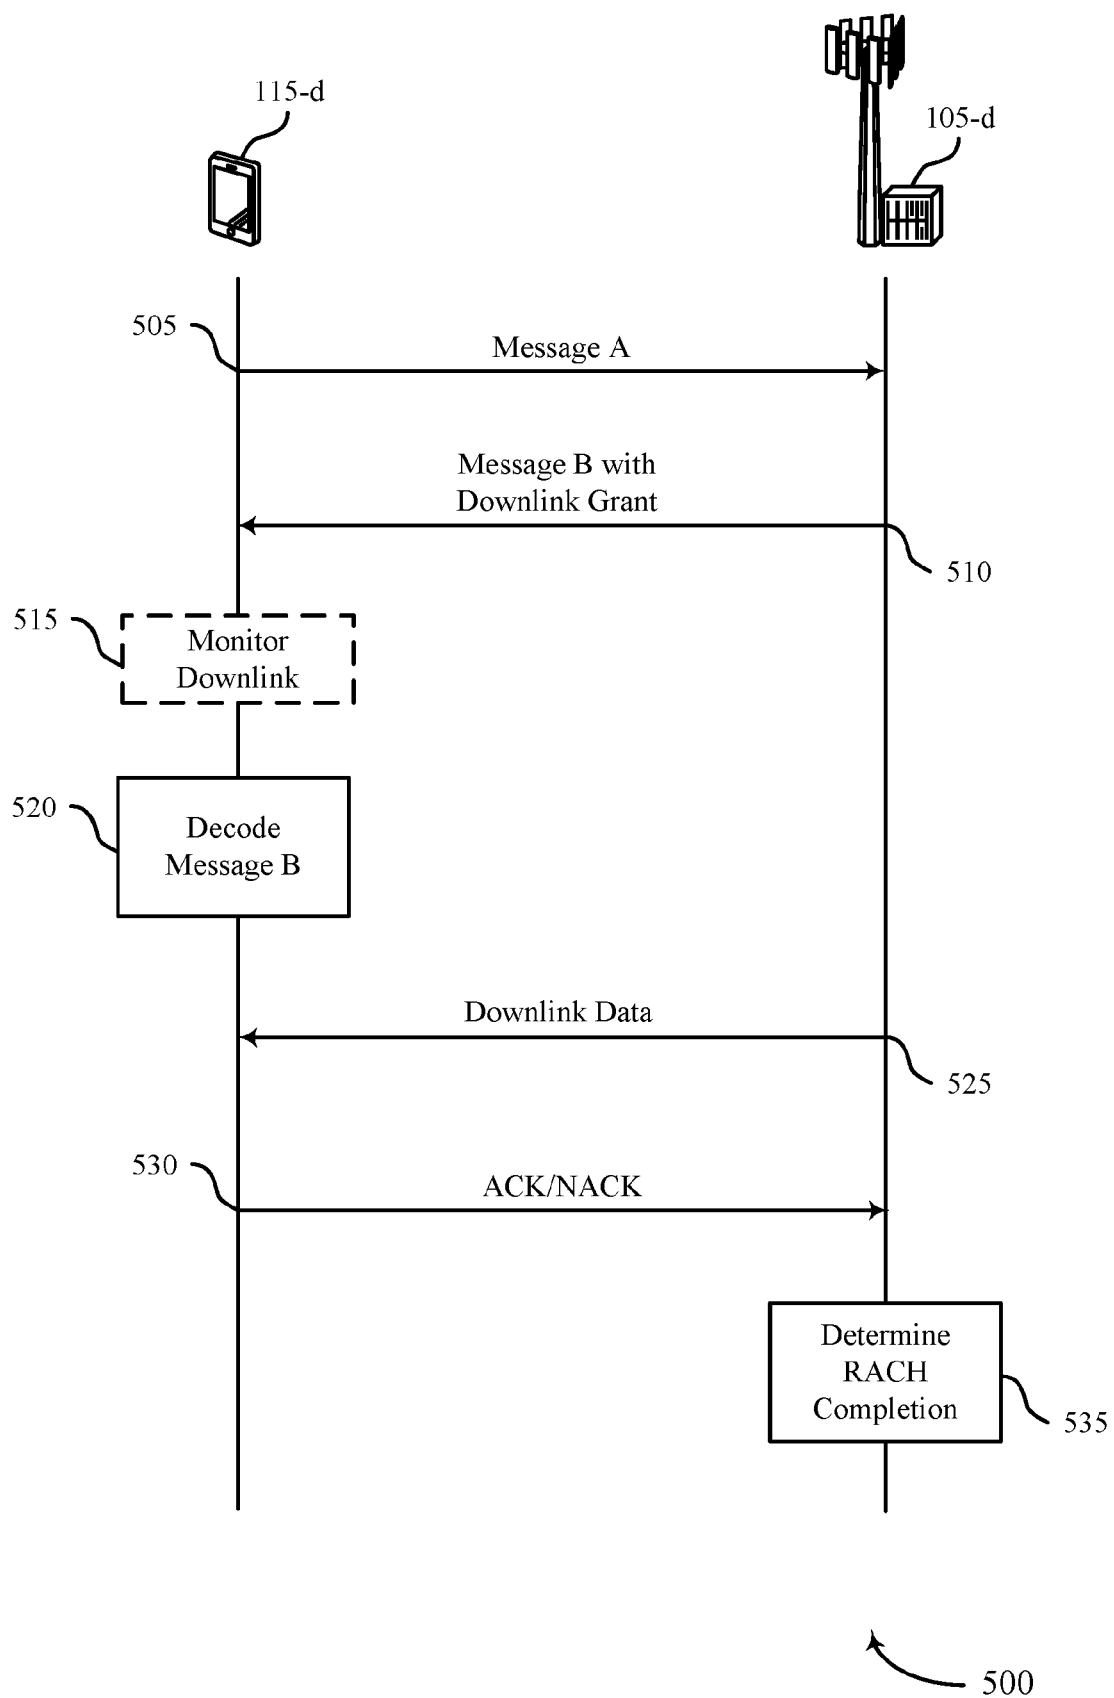 115-d
105-d
505
Message A
Message B with
Downlink Grant
510
515
Monitor
Downlink
520
Decode
Message B
Downlink Data
525
530
ACK/NACK
Determine
RACH
Completion
535
500